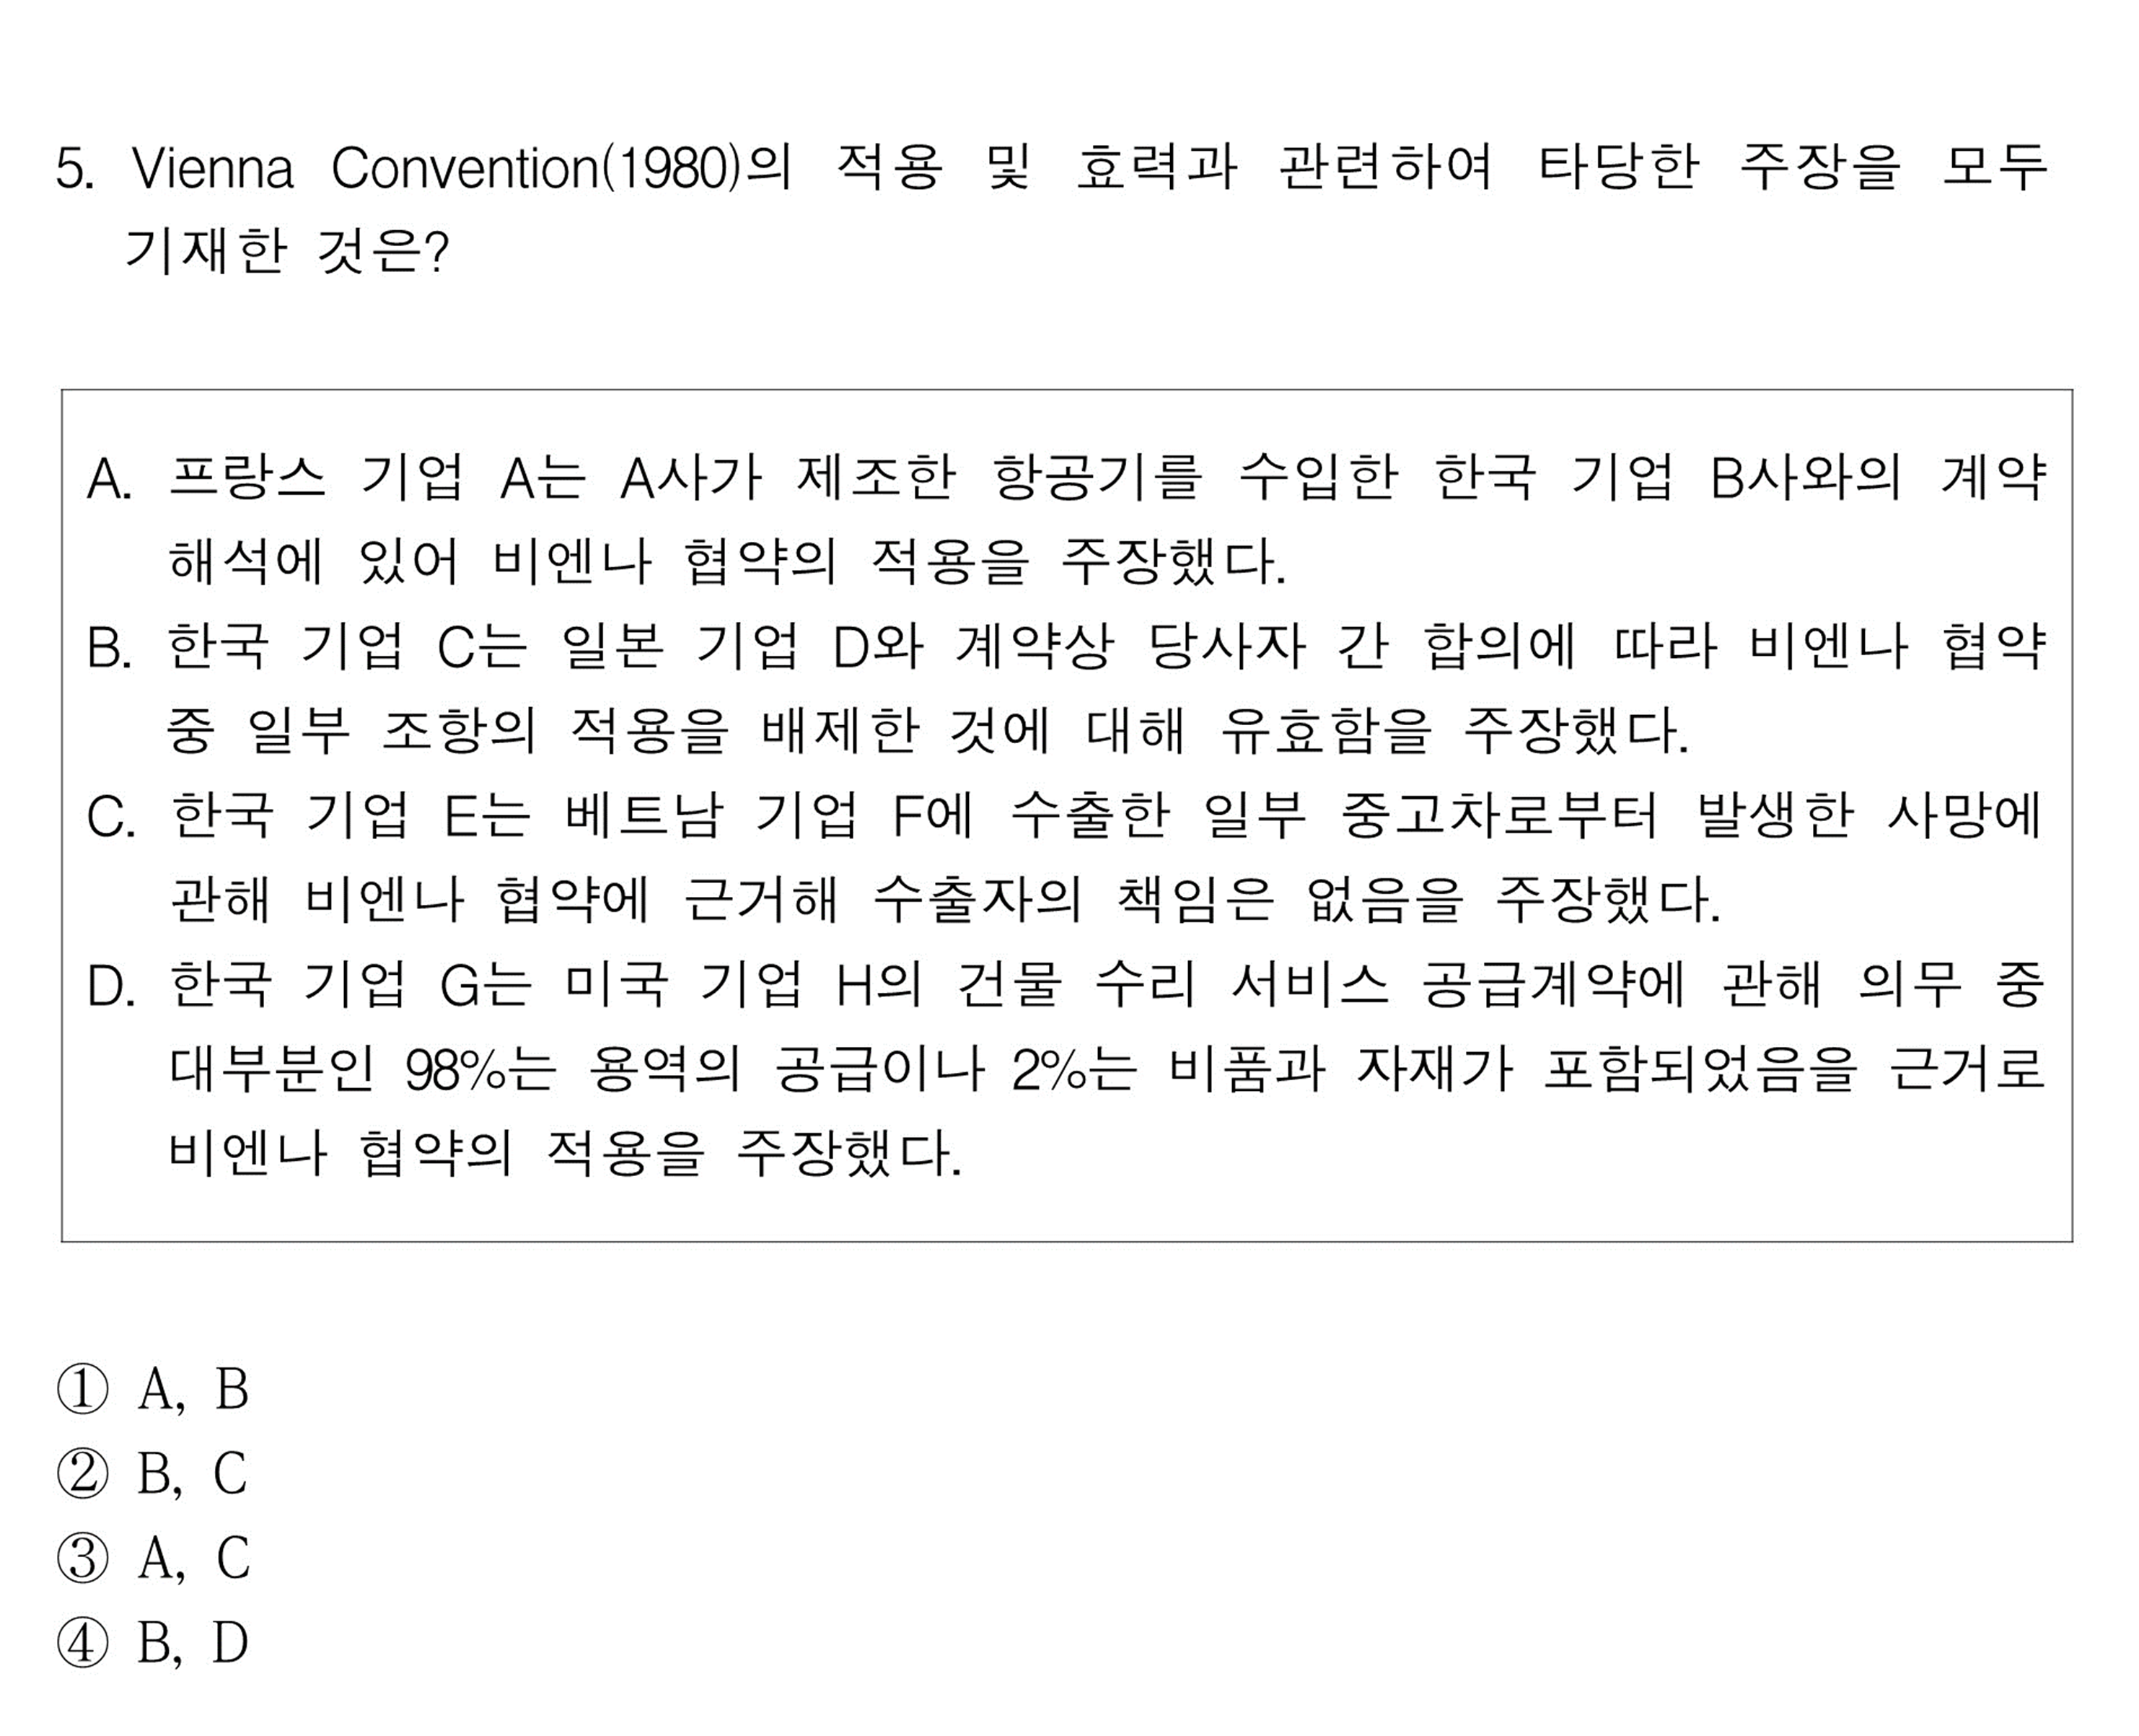 5. Vienna Convention(1980)의 적용 및 효력과 관련하여 타당한 주장을 모두
기재한 것은?
A. 프랑스 기업 A는 A사가 제조한 항공기를 수입한 한국 기업 B사와의 계약
해석에 있어 비엔나 협약의 적용을 주장했다.
B. 한국 기업 C는 일본 기업 D와 계약상 당사자 간 합의에 따라 비엔나 협약
중 일부 조항의 적용을 배제한 것에 대해 유효함을 주장했다.
C. 한국 기업 E는 베트남 기업 F에 수출한 일부 중고차로부터 발생한 사망에
관해 비엔나 협약에 근거해 수출자의 책임은 없음을 주장했다.
D. 한국 기업 G는 미국 기업 H의 건물 수리 서비스 공급계약에 관해 의무 중
대부분인 98%는 용역의 공급이나 2%는 비품과 자재가 포함되었음을 근거로
비엔나 협약의 적용을 주장했다.
① A, B
② B, C
③ A, C
④ B, D